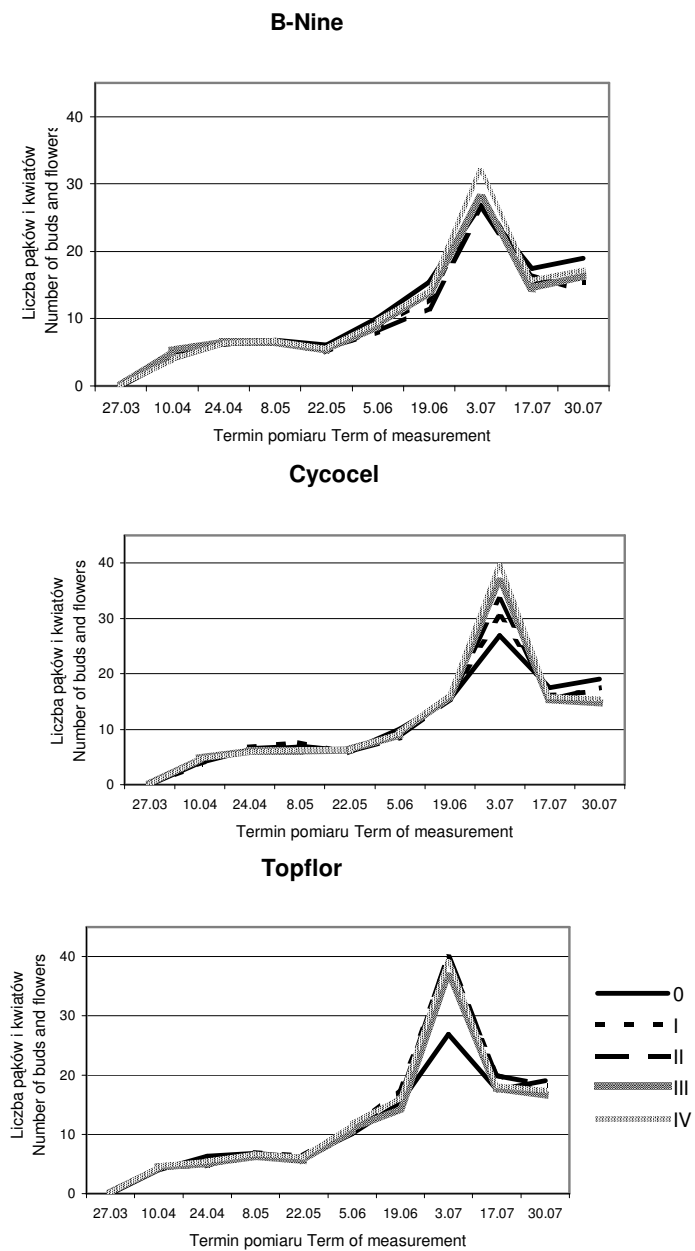 B-Nine
Liczba pąków i kwiatów
Number of buds and flowers
40
30
20
10
0
27.03 10.04 24.04 8.05 22.05 5.06 19.06 3.07 17.07 30.07
Termin pomiaru Term of measurement
Cycocel
Liczba pąków i kwiatów
Number of buds and flowers
40
30
20
10
0
27.03 10.04 24.04 8.05 22.05 5.06 19.06 3.07 17.07 30.07
Termin pomiaru Term of measurement
Topflor
Liczba pąków i kwiatów
Number of buds and flowers
40
30
20
10
0
27.03 10.04 24.04 8.05 22.05 5.06 19.06 3.07 17.07 30.07
Termin pomiaru Term of measurement
0
I
II
III
IV